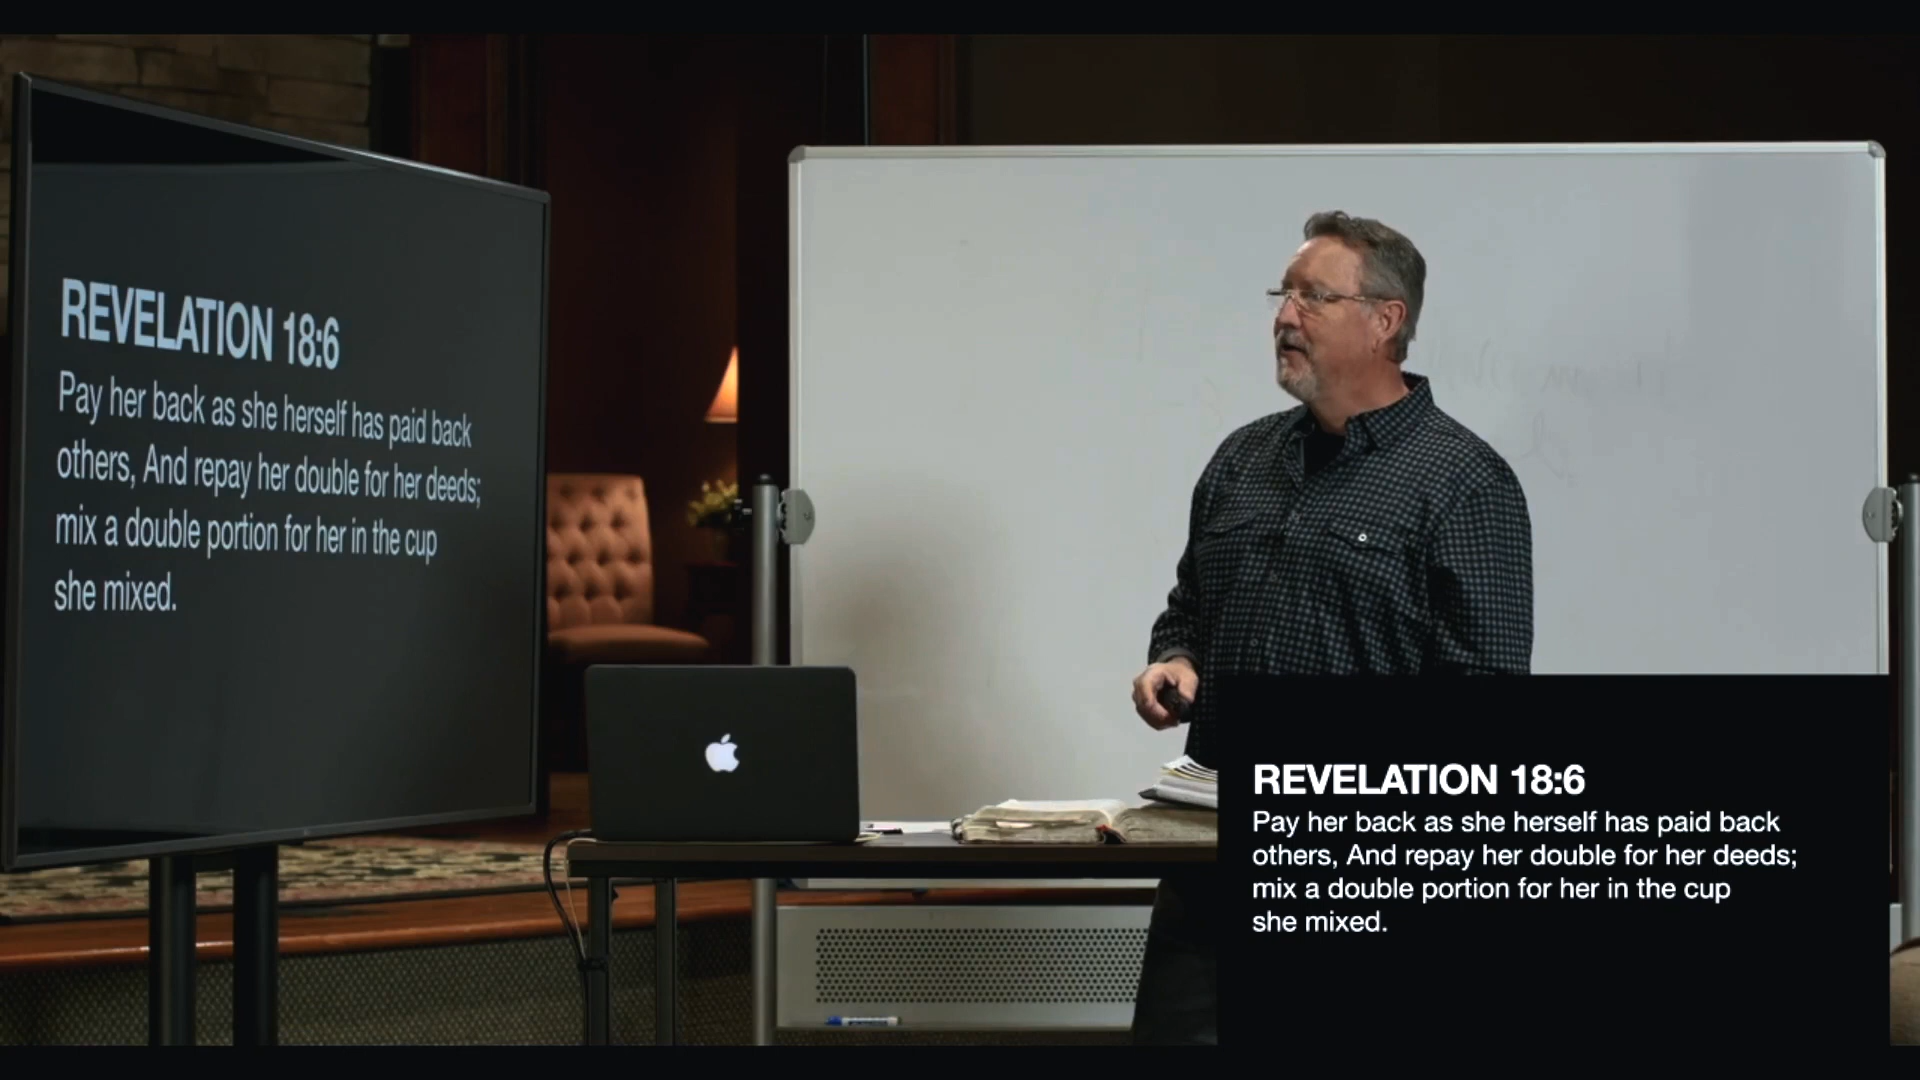 REVELATION 18:6
Pay her back as she herself has paid back
others, And repay her double for her deeds;
mix a double portion for her in the cup
she mixed.
REVELATION 18:6
Pay her back as she herself has paid back
others, And repay her double for her deeds;
mix a double portion for her in the cup
she mixed.